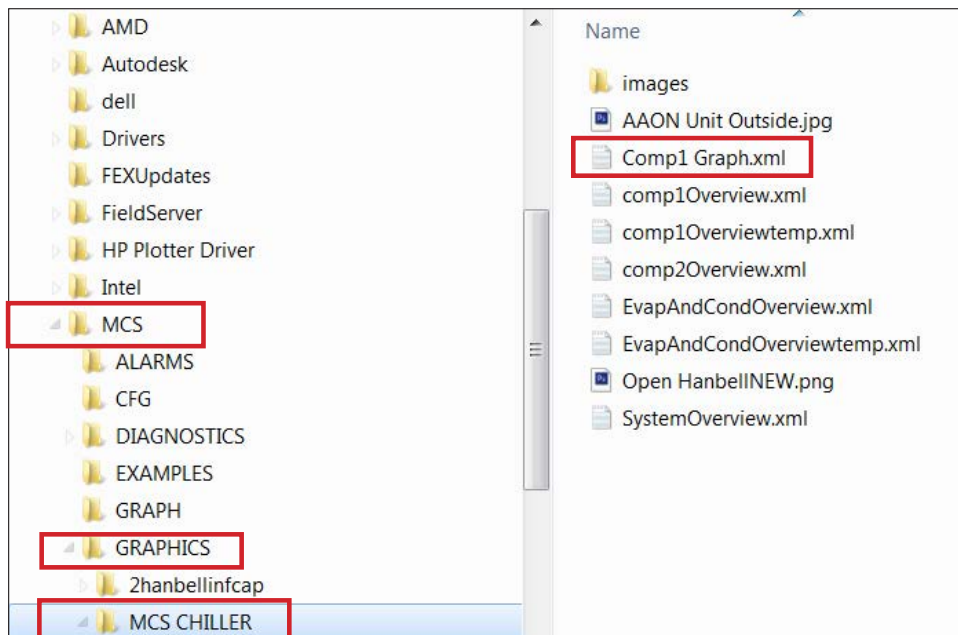 AMD
Autodesk
dell
Drivers
FEXUpdates
FieldServer
HP Plotter Driver
Intel
MCS
ALARMS
CFG
DIAGNOSTICS
EXAMPLES
GRAPH
GRAPHICS
2hanbellinfcap
MCS CHILLER
Name
images
AAON Unit Outside.jpg
Comp1 Graph.xml
comp1Overview.xml
comp1Overviewtemp.xml
comp2Overview.xml
EvapAndCondOverview.xml
EvapAndCondOverviewtemp.xml
Open HanbellNEW.png
SystemOverview.xml